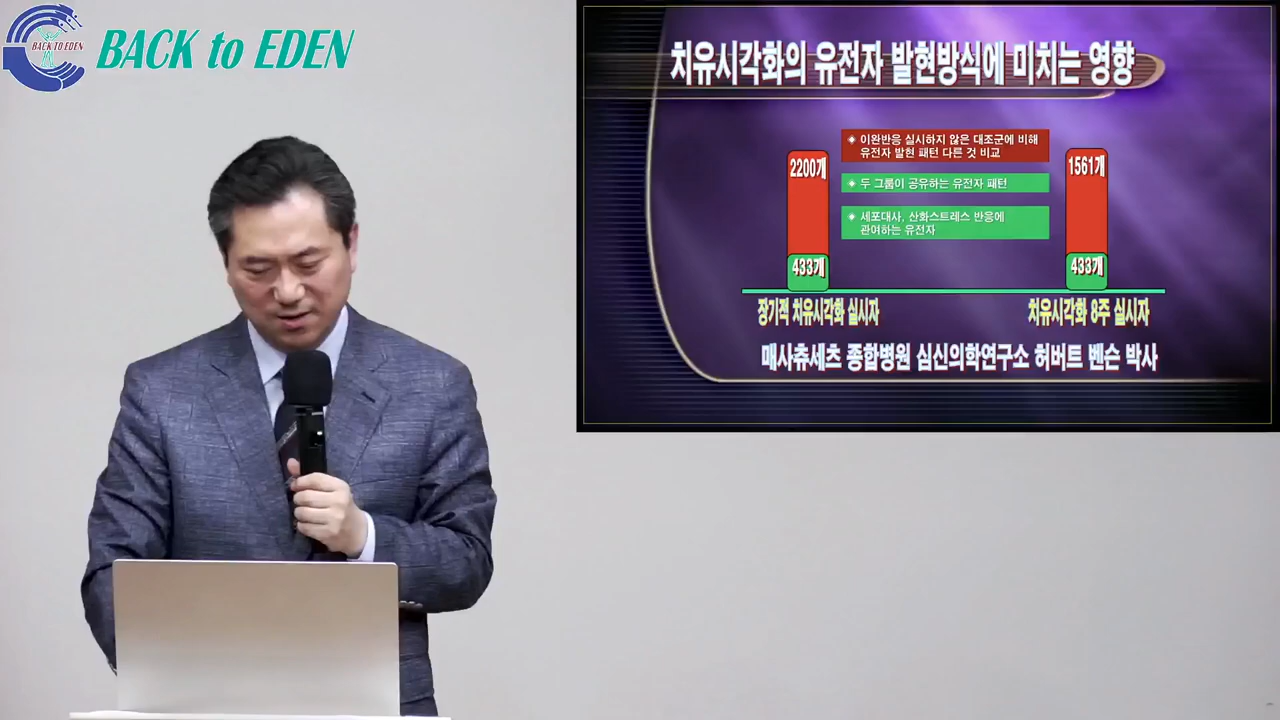 BACK TO EDEN
BACK to EDEN
치유시각화의 유전자 발현방식에 미치는 영향
2200개
433개
◈ 이완반응 실시하지 않은 대조군에 비해
유전자 발현 패턴 다른 것 비교
◈ 두 그룹이 공유하는 유전자 패턴
◈ 세포대사, 산화스트레스 반응에
관여하는 유전자
1561개
433개
장기적 치유시각화 실시자
치유시각화 8주 실시자
매사츄세츠 종합병원 심신의학연구소 허버트 벤슨 박사